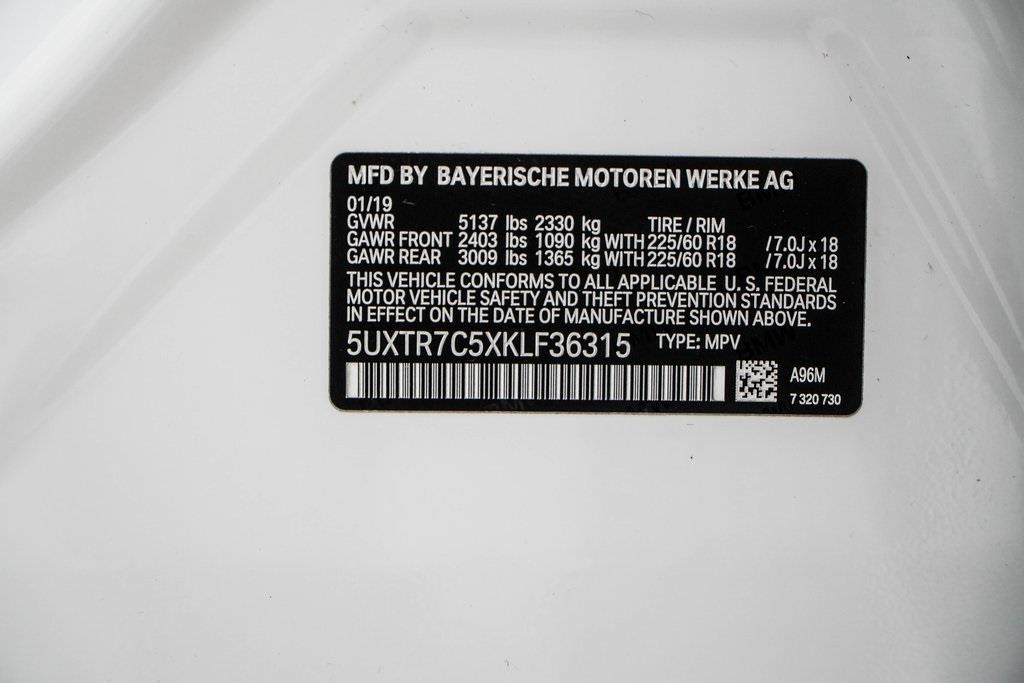 MFD BY BAYERISCHE MOTOREN WERKE AG
01/19
GVWR 5137 lbs 2330 kg TIRE / RIM
GAWR FRONT 2403 lbs 1090 kg WITH 225/60 R18 / 7.0J x 18
GAWR REAR 3009 lbs 1365 kg WITH 225/60 R18 / 7.0J x 18
THIS VEHICLE CONFORMS TO ALL APPLICABLE U. S. FEDERAL
MOTOR VEHICLE SAFETY AND THEFT PREVENTION STANDARDS
IN EFFECT ON THE DATE OF MANUFACTURE SHOWN ABOVE.
5UXTR7C5XKLF36315 TYPE: MPV
A96M
7 320 730